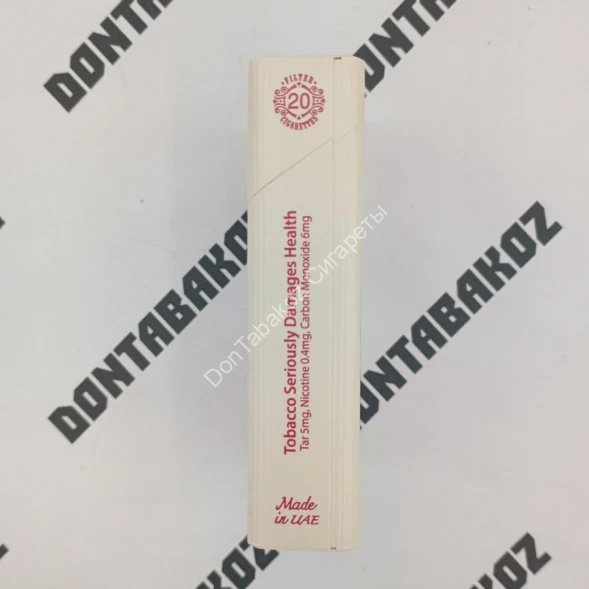 DONTABAKOZ
FILTER
20
CIGARETTES
Tobacco Seriously Damages Health
Tar 5mg, Nicotine 0.4mg, Carbon Monoxide 6mg
DonTabakoz Сигареты
DONTABAKOZ
DONTABAKOZ
Made
in UAE